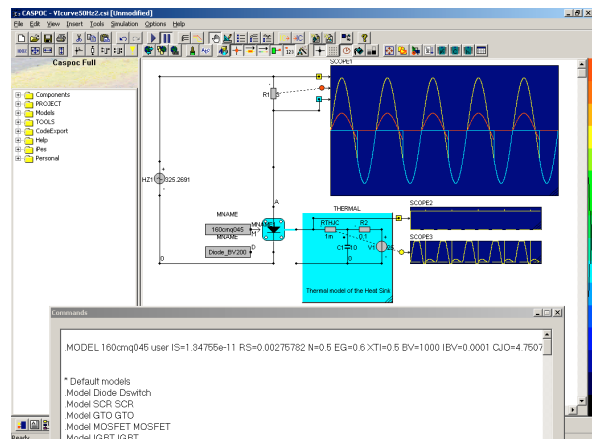 CASPOC - VIcurve50Hz2.csi [Unmodified]
File Edit View Insert Tools Simulation Options Help
Caspoc Full
Components
PROJECT
Models
TOOLS
CodeExport
Help
iPes
Personal
SCOPE1
R1
HZ1
325.2691
A
MNAME
160cmq045
MNAME
M
MNAME
Diode_BV200
D
0
THERMAL
RTHJC
1m
R2
0.1
C1
10
V1
25
0
Thermal model of the Heat Sink
SCOPE2
SCOPE3
Commands
.MODEL 160cmq045 user IS=1.34755e-11 RS=0.00275782 N=0.5 EG=0.6 XTI=0.5 BV=1000 IBV=0.0001 CJO=4.7507
* Default models
.Model Diode Dswitch
.Model SCR SCR
.Model GTO GTO
.Model MOSFET MOSFET
.Model IGBT IGBT
Ready